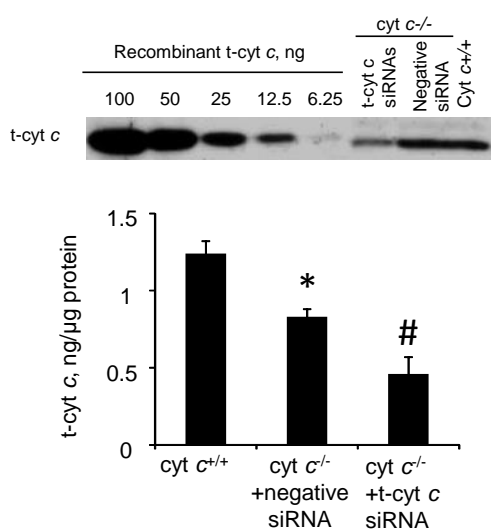 cyt c-/-
Recombinant t-cyt c, ng
t-cyt c
siRNAs
Negative
siRNA
Cyt c+/+
100 50 25 12.5 6.25
t-cyt c
1.5
1
0.5
0
t-cyt c, ng/µg protein
*
#
cyt c+/+
cyt c-/-
+negative
siRNA
cyt c-/-
+t-cyt c
siRNA